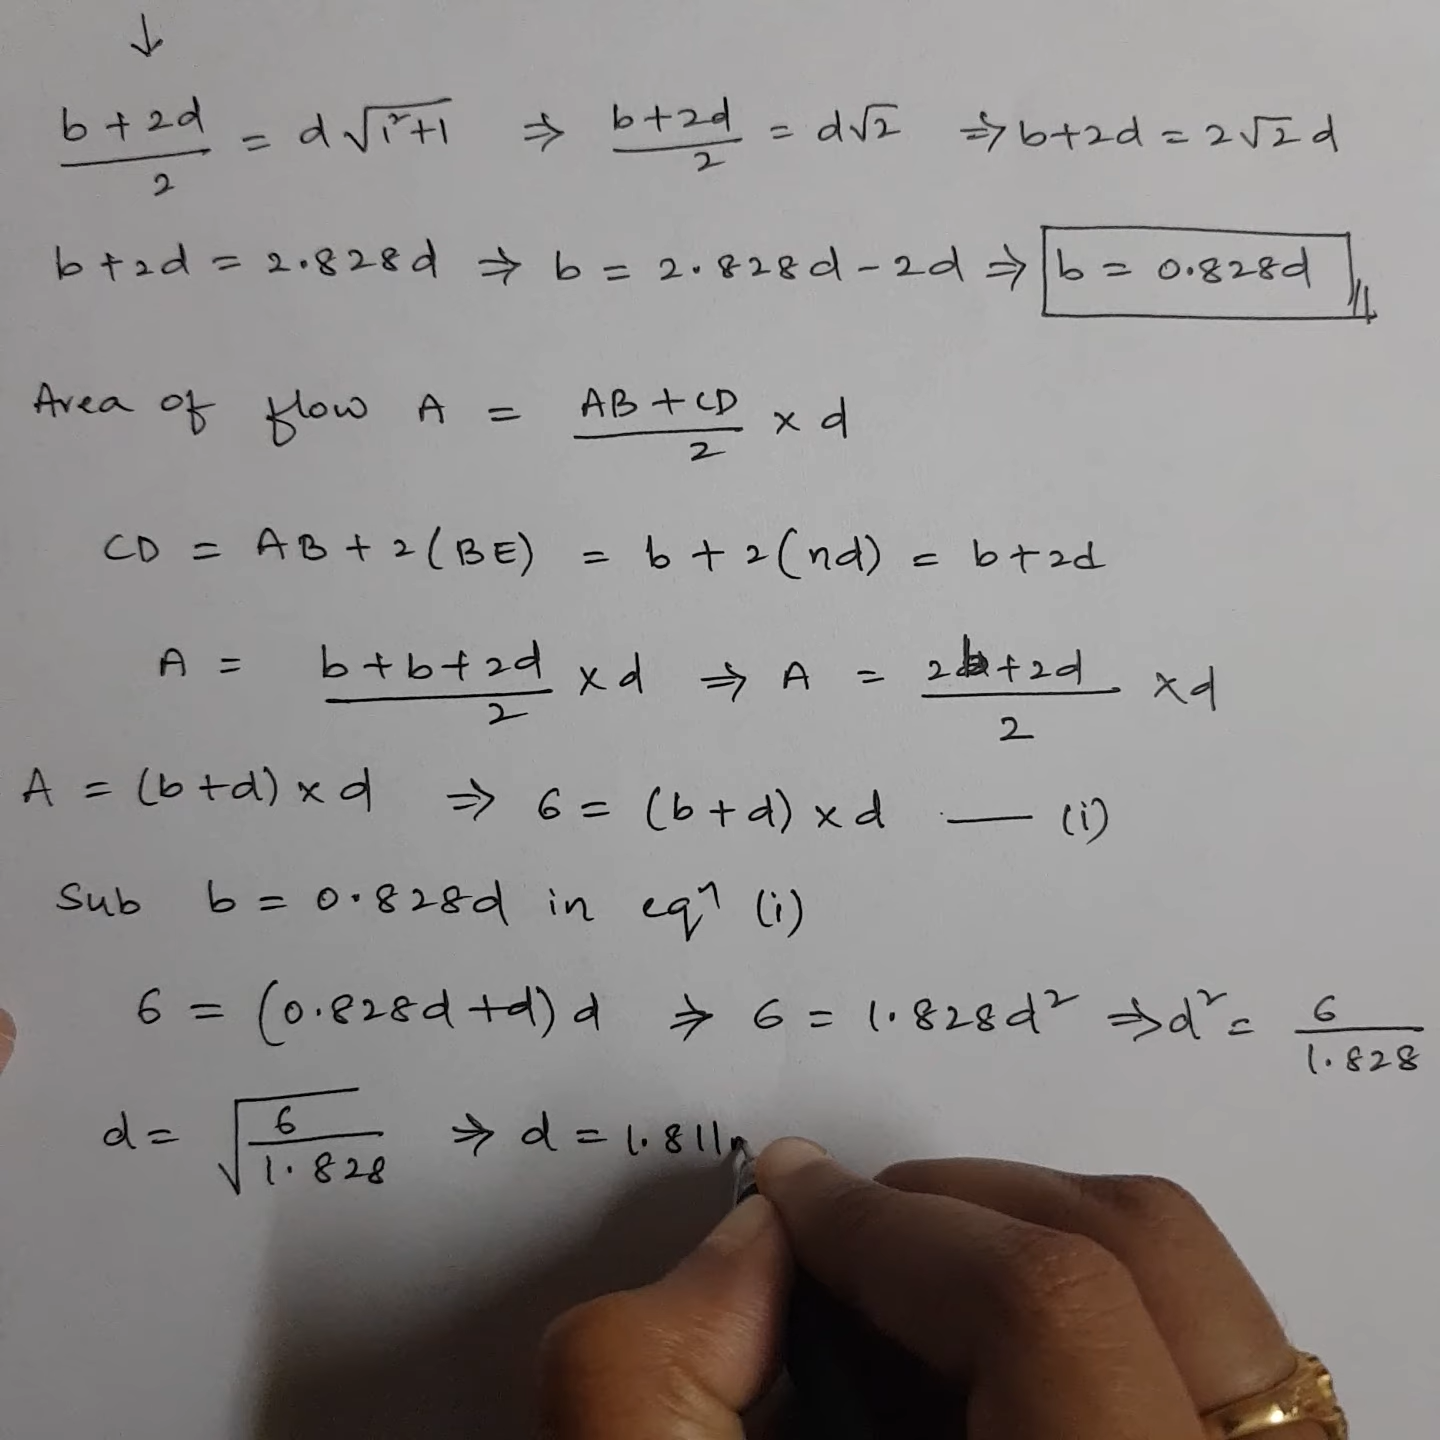 ↓
b+2d/2 = d√(1²+1) ⇒ b+2d/2 = d√2 ⇒ b+2d = 2√2 d
b+2d = 2.828d ⇒ b = 2.828d - 2d ⇒ b = 0.828d
Area of flow A = AB+CD/2 × d
CD = AB + 2(BE) = b + 2(nd) = b+2d
A = b+b+2d/2 × d ⇒ A = 2b+2d/2 × d
A = (b+d) × d ⇒ 6 = (b+d) × d — (i)
Sub b = 0.828d in eqⁿ (i)
6 = (0.828d+d) d ⇒ 6 = 1.828d² ⇒ d² = 6/1.828
d = √(6/1.828) ⇒ d = 1.811